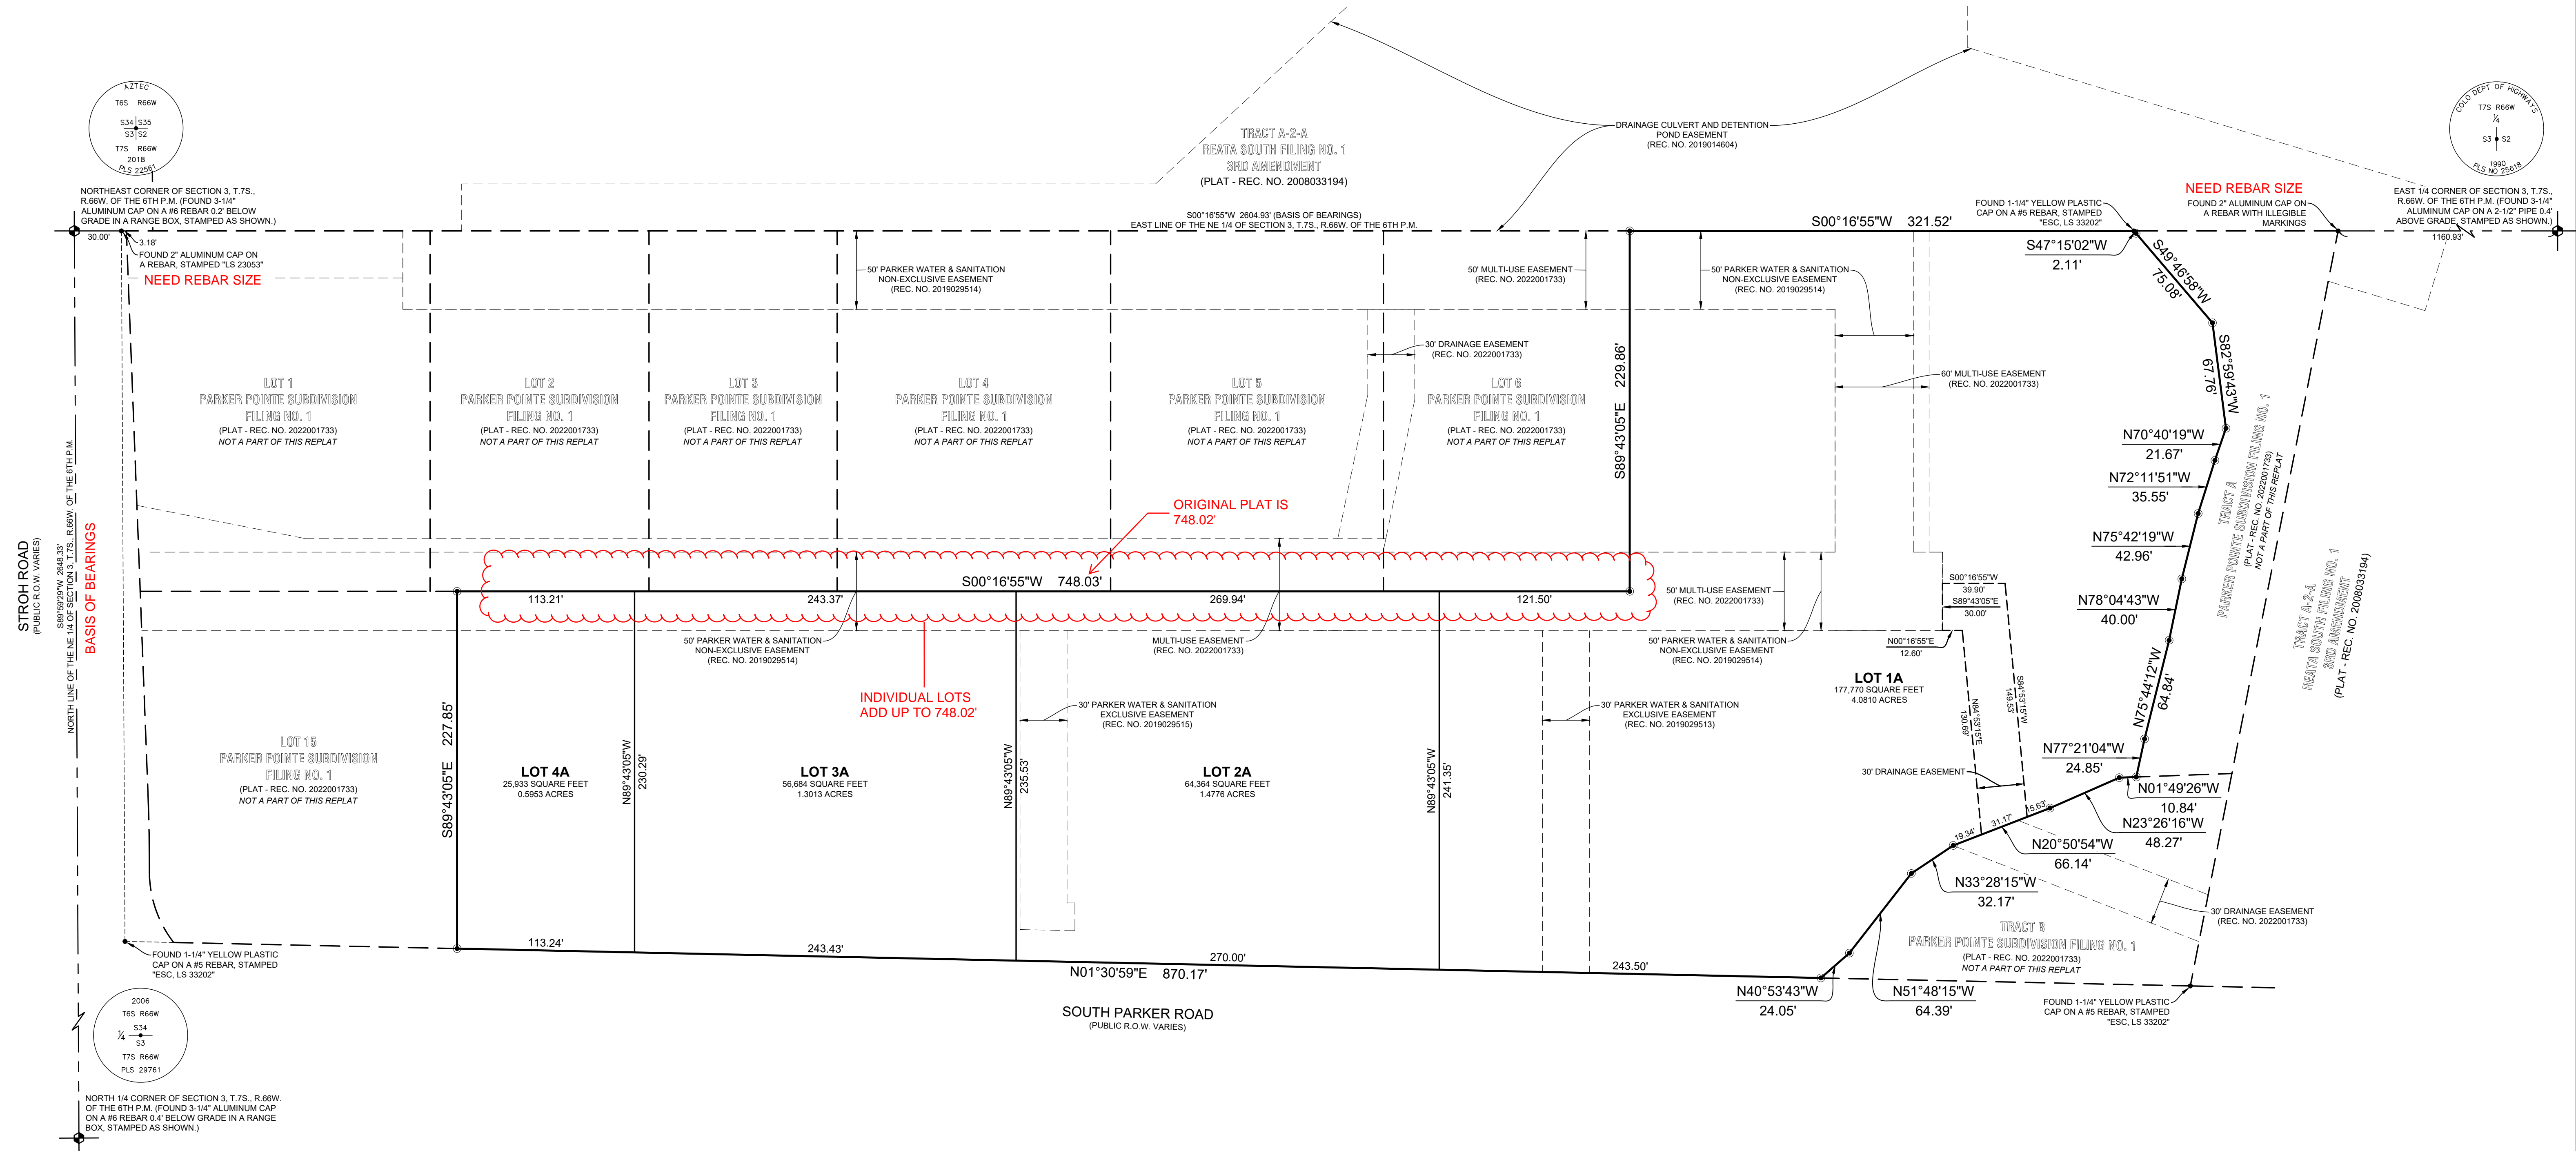 AZTEC
T6S R66W
S34 S35
S3 S2
T7S R66W
2018
PLS 22561
NORTHEAST CORNER OF SECTION 3, T.7S.,
R.66W. OF THE 6TH P.M. (FOUND 3-1/4"
ALUMINUM CAP ON A #6 REBAR 0.2' BELOW
GRADE IN A RANGE BOX, STAMPED AS SHOWN.)
30.00'
3.18'
FOUND 2" ALUMINUM CAP ON
A REBAR, STAMPED "LS 23053"
NEED REBAR SIZE
TRACT A-2-A
REATA SOUTH FILING NO. 1
3RD AMENDMENT
(PLAT - REC. NO. 2008033194)
DRAINAGE CULVERT AND DETENTION
POND EASEMENT
(REC. NO. 2019014604)
S00°16'55"W 2604.93' (BASIS OF BEARINGS)
EAST LINE OF THE NE 1/4 OF SECTION 3, T.7S., R.66W. OF THE 6TH P.M.
S00°16'55"W 321.52'
FOUND 1-1/4" YELLOW PLASTIC
CAP ON A #5 REBAR, STAMPED
"ESC, LS 33202"
NEED REBAR SIZE
FOUND 2" ALUMINUM CAP ON
A REBAR WITH ILLEGIBLE
MARKINGS
COLO DEPT OF HIGHWAYS
T7S R66W
1/4
S3 S2
1990
PLS NO 25618
EAST 1/4 CORNER OF SECTION 3, T.7S.,
R.66W. OF THE 6TH P.M. (FOUND 3-1/4"
ALUMINUM CAP ON A 2-1/2" PIPE 0.4'
ABOVE GRADE, STAMPED AS SHOWN.)
1160.93'
S47°15'02"W
2.11'
S49°46'58"W
75.08'
S82°59'43"W
67.76'
N70°40'19"W
21.67'
N72°11'51"W
35.55'
N75°42'19"W
42.96'
N78°04'43"W
40.00'
N75°44'12"W
64.84'
N77°21'04"W
24.85'
N01°49'26"W
10.84'
N23°26'16"W
48.27'
N20°50'54"W
66.14'
N33°28'15"W
32.17'
N51°48'15"W
64.39'
N40°53'43"W
24.05'
50' PARKER WATER & SANITATION
NON-EXCLUSIVE EASEMENT
(REC. NO. 2019029514)
50' MULTI-USE EASEMENT
(REC. NO. 2022001733)
50' PARKER WATER & SANITATION
NON-EXCLUSIVE EASEMENT
(REC. NO. 2019029514)
30' DRAINAGE EASEMENT
(REC. NO. 2022001733)
60' MULTI-USE EASEMENT
(REC. NO. 2022001733)
S89°43'05"E 229.86'
LOT 1
PARKER POINTE SUBDIVISION
FILING NO. 1
(PLAT - REC. NO. 2022001733)
NOT A PART OF THIS REPLAT
LOT 2
PARKER POINTE SUBDIVISION
FILING NO. 1
(PLAT - REC. NO. 2022001733)
NOT A PART OF THIS REPLAT
LOT 3
PARKER POINTE SUBDIVISION
FILING NO. 1
(PLAT - REC. NO. 2022001733)
NOT A PART OF THIS REPLAT
LOT 4
PARKER POINTE SUBDIVISION
FILING NO. 1
(PLAT - REC. NO. 2022001733)
NOT A PART OF THIS REPLAT
LOT 5
PARKER POINTE SUBDIVISION
FILING NO. 1
(PLAT - REC. NO. 2022001733)
NOT A PART OF THIS REPLAT
LOT 6
PARKER POINTE SUBDIVISION
FILING NO. 1
(PLAT - REC. NO. 2022001733)
NOT A PART OF THIS REPLAT
TRACT A
PARKER POINTE SUBDIVISION FILING NO. 1
(PLAT - REC. NO. 2022001733)
NOT A PART OF THIS REPLAT
TRACT A-2-A
REATA SOUTH FILING NO. 1
3RD AMENDMENT
(PLAT - REC. NO. 2008033194)
STROH ROAD
(PUBLIC R.O.W. VARIES)
S89°59'29"W 2648.33'
NORTH LINE OF THE NE 1/4 OF SECTION 3, T.7S., R.66W. OF THE 6TH P.M.
BASIS OF BEARINGS
ORIGINAL PLAT IS
748.02'
S00°16'55"W 748.03'
113.21'
243.37'
269.94'
121.50'
50' PARKER WATER & SANITATION
NON-EXCLUSIVE EASEMENT
(REC. NO. 2019029514)
MULTI-USE EASEMENT
(REC. NO. 2022001733)
50' MULTI-USE EASEMENT
(REC. NO. 2022001733)
50' PARKER WATER & SANITATION
NON-EXCLUSIVE EASEMENT
(REC. NO. 2019029514)
S00°16'55"W
39.90'
S89°43'05"E
30.00'
N00°16'55"E
12.60'
INDIVIDUAL LOTS
ADD UP TO 748.02'
30' PARKER WATER & SANITATION
EXCLUSIVE EASEMENT
(REC. NO. 2019029515)
30' PARKER WATER & SANITATION
EXCLUSIVE EASEMENT
(REC. NO. 2019029513)
LOT 1A
177,770 SQUARE FEET
4.0810 ACRES
N84°53'15"E
130.69'
S84°53'15"W
149.53'
30' DRAINAGE EASEMENT
19.34'
31.17'
15.63'
LOT 15
PARKER POINTE SUBDIVISION
FILING NO. 1
(PLAT - REC. NO. 2022001733)
NOT A PART OF THIS REPLAT
S89°43'05"E 227.85'
LOT 4A
25,933 SQUARE FEET
0.5953 ACRES
N89°43'05"W
230.29'
LOT 3A
56,684 SQUARE FEET
1.3013 ACRES
N89°43'05"W
235.53'
LOT 2A
64,364 SQUARE FEET
1.4776 ACRES
N89°43'05"W
241.35'
TRACT B
PARKER POINTE SUBDIVISION FILING NO. 1
(PLAT - REC. NO. 2022001733)
NOT A PART OF THIS REPLAT
30' DRAINAGE EASEMENT
(REC. NO. 2022001733)
113.24'
243.43'
270.00'
243.50'
N01°30'59"E 870.17'
SOUTH PARKER ROAD
(PUBLIC R.O.W. VARIES)
FOUND 1-1/4" YELLOW PLASTIC
CAP ON A #5 REBAR, STAMPED
"ESC, LS 33202"
FOUND 1-1/4" YELLOW PLASTIC
CAP ON A #5 REBAR, STAMPED
"ESC, LS 33202"
2006
T6S R66W
1/4 S34
S3
T7S R66W
PLS 29761
NORTH 1/4 CORNER OF SECTION 3, T.7S., R.66W.
OF THE 6TH P.M. (FOUND 3-1/4" ALUMINUM CAP
ON A #6 REBAR 0.4' BELOW GRADE IN A RANGE
BOX, STAMPED AS SHOWN.)